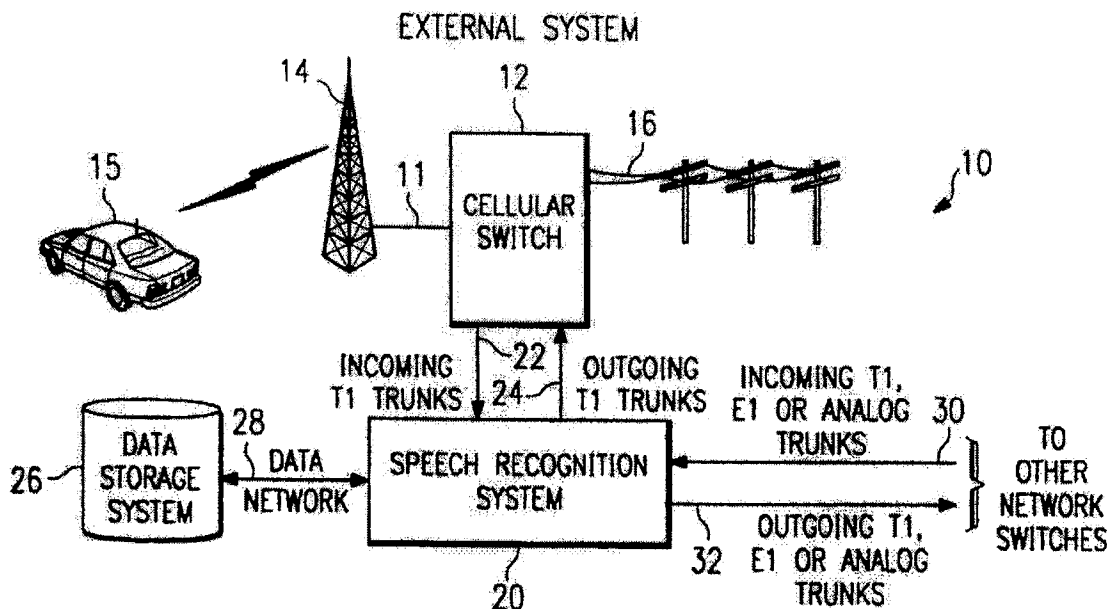 EXTERNAL SYSTEM
14
12
16
15
11
10
CELLULAR
SWITCH
22
24
INCOMING
T1 TRUNKS
OUTGOING
T1 TRUNKS
INCOMING T1,
E1 OR ANALOG
TRUNKS
30
26
DATA
STORAGE
SYSTEM
28
DATA
NETWORK
SPEECH RECOGNITION
SYSTEM
TO
OTHER
NETWORK
SWITCHES
32
OUTGOING T1,
E1 OR ANALOG
TRUNKS
20